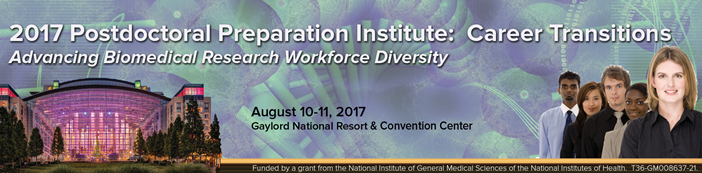 2017 Postdoctoral Preparation Institute: Career Transitions
Advancing Biomedical Research Workforce Diversity
August 10-11, 2017
Gaylord National Resort & Convention Center
Funded by a grant from the National Institute of General Medical Sciences of the National Institutes of Health. T36-GM008637-21.